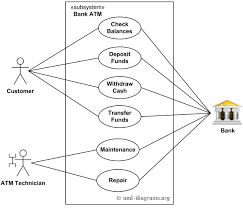 «subsystem»
Bank ATM
Check
Balances
Deposit
Funds
Withdraw
Cash
Customer
Transfer
Funds
Bank
Maintenance
ATM Technician
Repair
© uml-diagrams.org